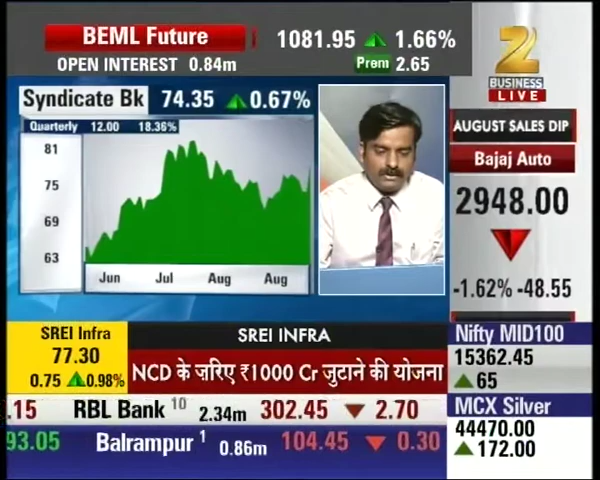 BEML Future
1081.95 1.66%
OPEN INTEREST 0.84m
Prem 2.65
Z
BUSINESS
LIVE
Syndicate Bk 74.35 0.67%
Quarterly 12.00 18.36%
81
75
69
63
Jun Jul Aug Aug
AUGUST SALES DIP
Bajaj Auto
2948.00
-1.62% -48.55
SREI Infra
77.30
0.75 0.98%
SREI INFRA
NCD के जरिए ₹1000 Cr जुटाने की योजना
Nifty MID100
15362.45
65
MCX Silver
44470.00
172.00
.15 RBL Bank 10 2.34m 302.45 2.70
93.05 Balrampur 1 0.86m 104.45 0.30